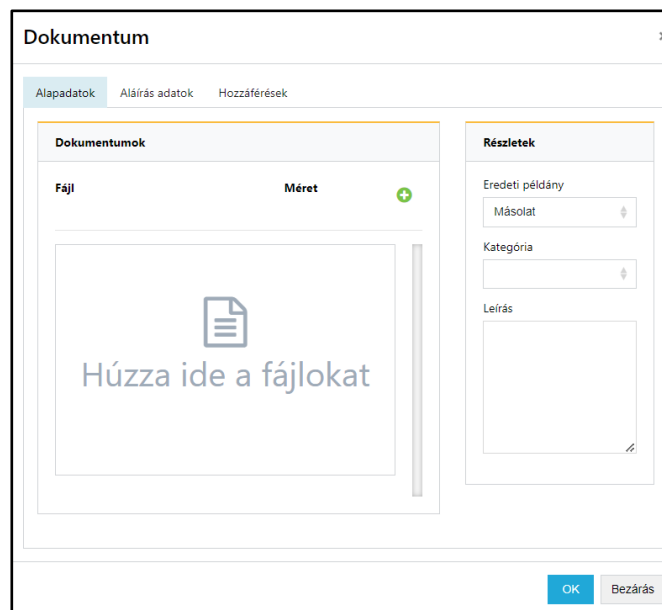 Dokumentum
Alapadatok Aláírás adatok Hozzáférések
Dokumentumok
Fájl Méret
Húzza ide a fájlokat
Részletek
Eredeti példány
Másolat
Kategória
Leírás
OK Bezárás